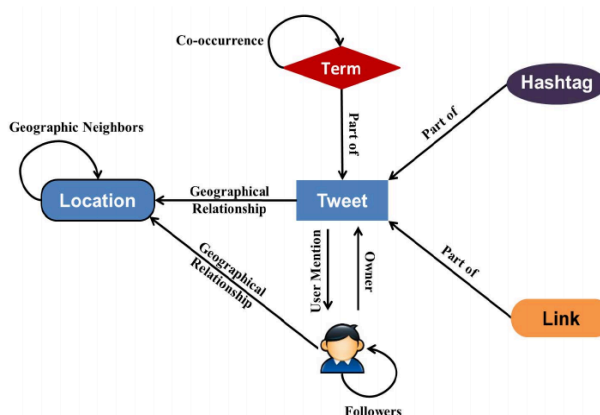 Co-occurrence
Term
Hashtag
Geographic Neighbors
Part of
Part of
Location
Geographical
Relationship
Tweet
Geographical
Relationship
User Mention
Owner
Part of
Link
Followers